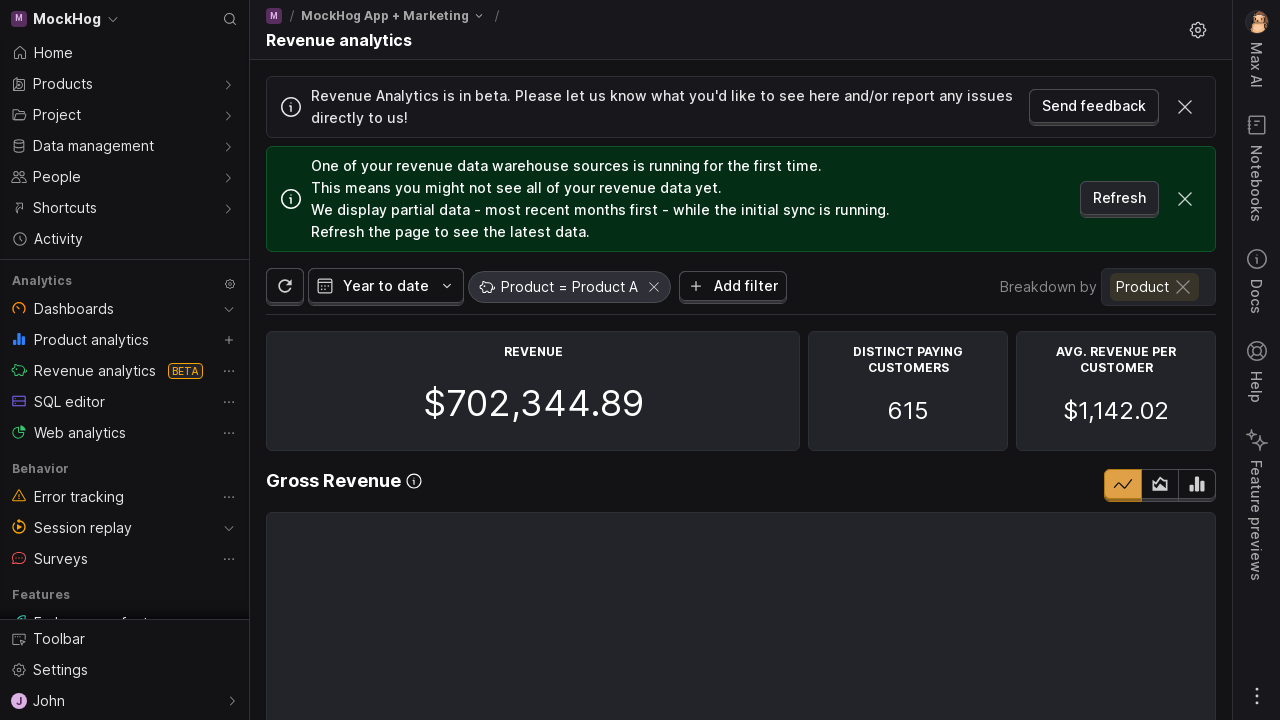 M MockHog
Home
Products
Project
Data management
People
Shortcuts
Activity
Analytics
Dashboards
Product analytics
Revenue analytics BETA
SQL editor
Web analytics
Behavior
Error tracking
Session replay
Surveys
Features
Toolbar
Settings
J John
M / MockHog App + Marketing /
Revenue analytics
Revenue Analytics is in beta. Please let us know what you'd like to see here and/or report any issues
directly to us!
Send feedback
One of your revenue data warehouse sources is running for the first time.
This means you might not see all of your revenue data yet.
We display partial data - most recent months first - while the initial sync is running.
Refresh the page to see the latest data.
Refresh
Year to date
Product = Product A
Add filter
Breakdown by Product
REVENUE
$702,344.89
DISTINCT PAYING
CUSTOMERS
615
AVG. REVENUE PER
CUSTOMER
$1,142.02
Gross Revenue
Max AI
Notebooks
Docs
Help
Feature previews